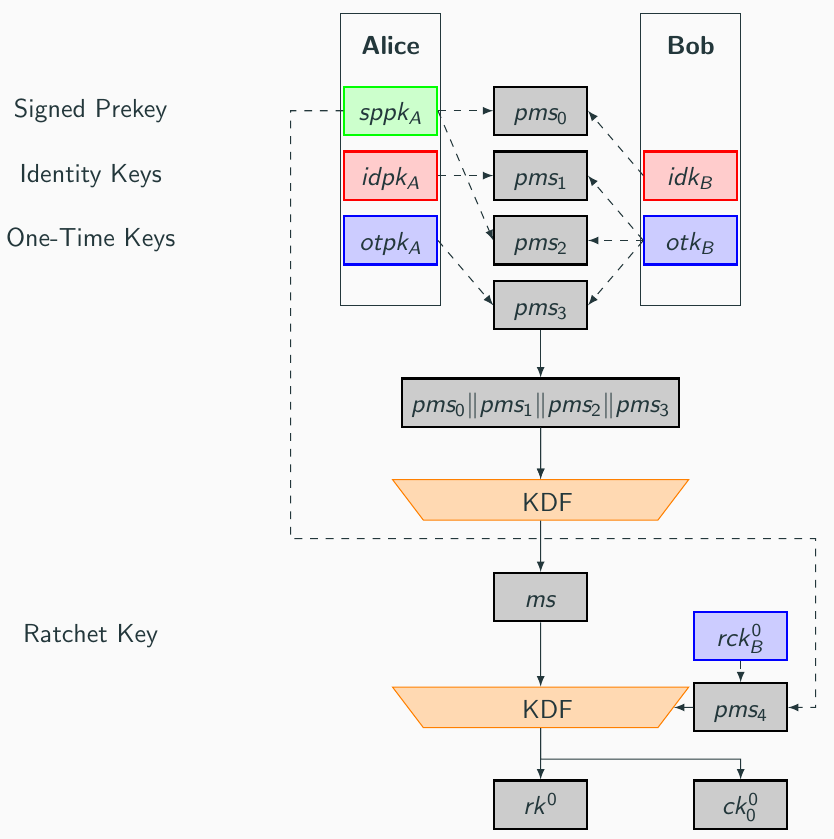 Alice Bob
Signed Prekey sppk_A pms_0
Identity Keys idpk_A pms_1 idk_B
One-Time Keys otpk_A pms_2 otk_B
pms_3
pms_0||pms_1||pms_2||pms_3
KDF
ms
Ratchet Key rck_B^0
KDF pms_4
rk^0 ck_0^0